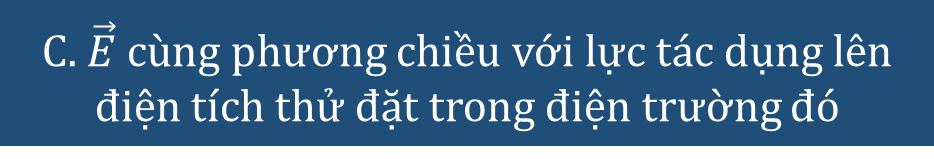 C. $\vec{E}$ cùng phương chiều với lực tác dụng lên
điện tích thử đặt trong điện trường đó